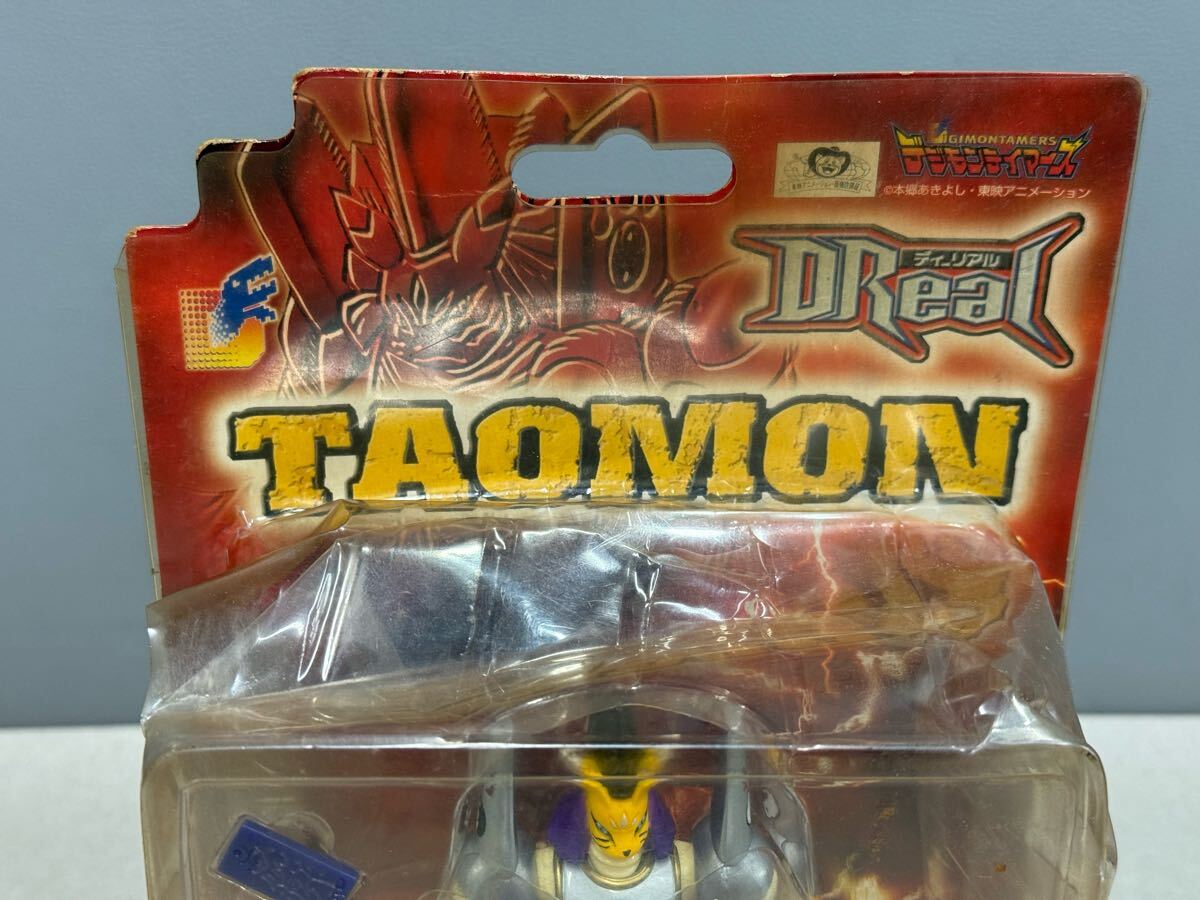 DIGIMONTAMERS
デジモンテイマーズ
©本郷あきよし・東映アニメーション
DReal
ディーリアル
TAOMON